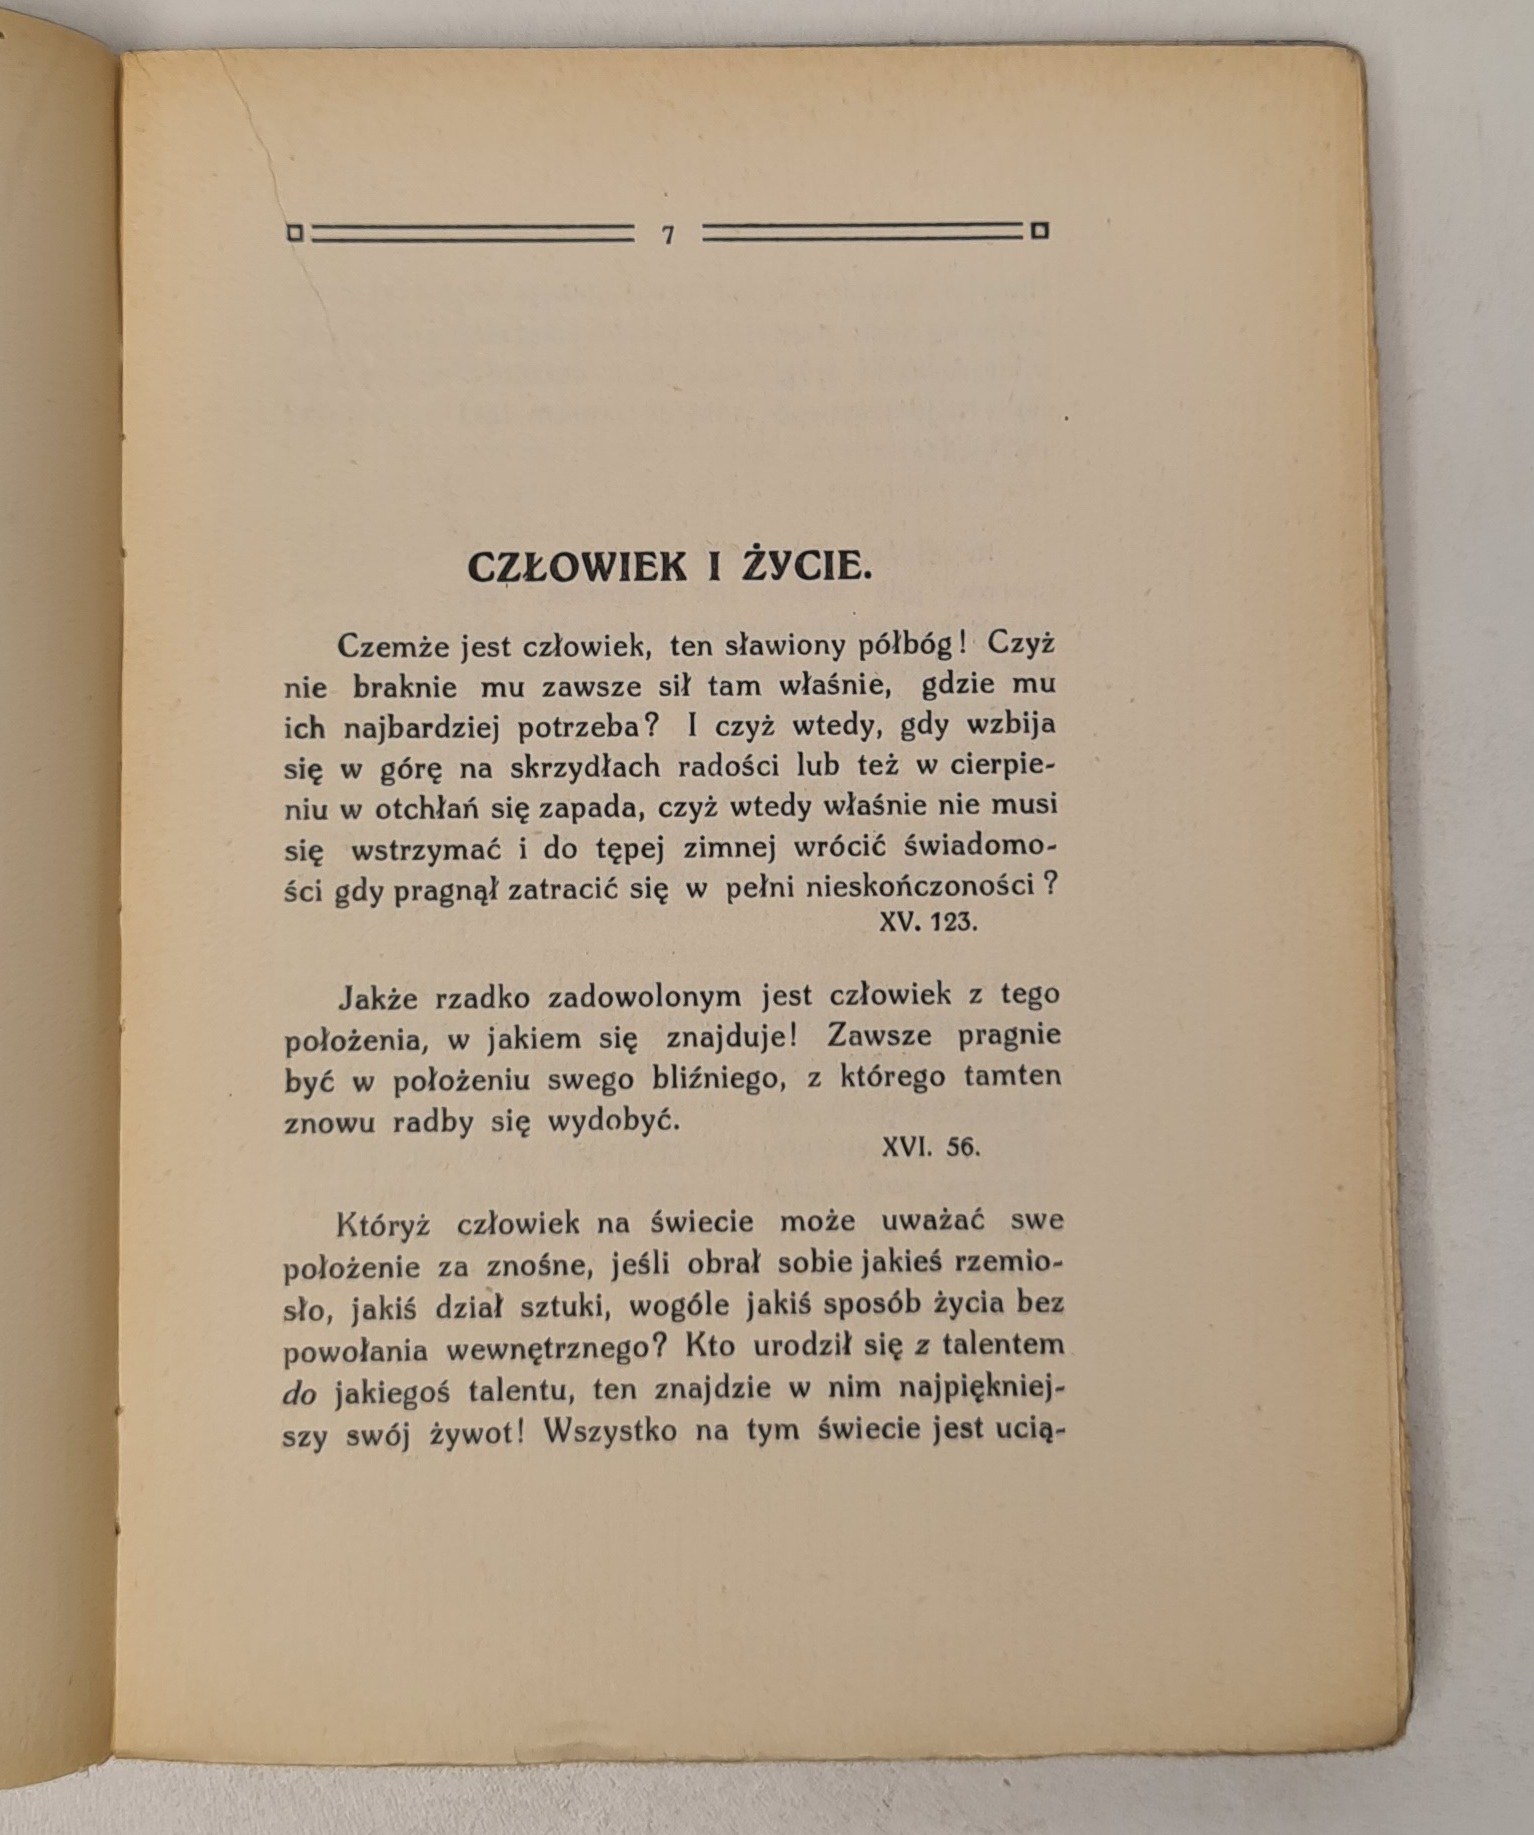 7
CZŁOWIEK I ŻYCIE.
Czemże jest człowiek, ten sławiony półbóg! Czyż
nie braknie mu zawsze sił tam właśnie, gdzie mu
ich najbardziej potrzeba? I czyż wtedy, gdy wzbija
się w górę na skrzydłach radości lub też w cierpie-
niu w otchłań się zapada, czyż wtedy właśnie nie musi
się wstrzymać i do tępej zimnej wrócić świadomo-
ści gdy pragnął zatracić się w pełni nieskończoności?
XV. 123.
Jakże rzadko zadowolonym jest człowiek z tego
położenia, w jakiem się znajduje! Zawsze pragnie
być w położeniu swego bliźniego, z którego tamten
znowu radby się wydobyć.
XVI. 56.
Któryż człowiek na świecie może uważać swe
położenie za znośne, jeśli obrał sobie jakieś rzemio-
sło, jakiś dział sztuki, wogóle jakiś sposób życia bez
powołania wewnętrznego? Kto urodził się z talentem
do jakiegoś talentu, ten znajdzie w nim najpiękniej-
szy swój żywot! Wszystko na tym świecie jest ucią-